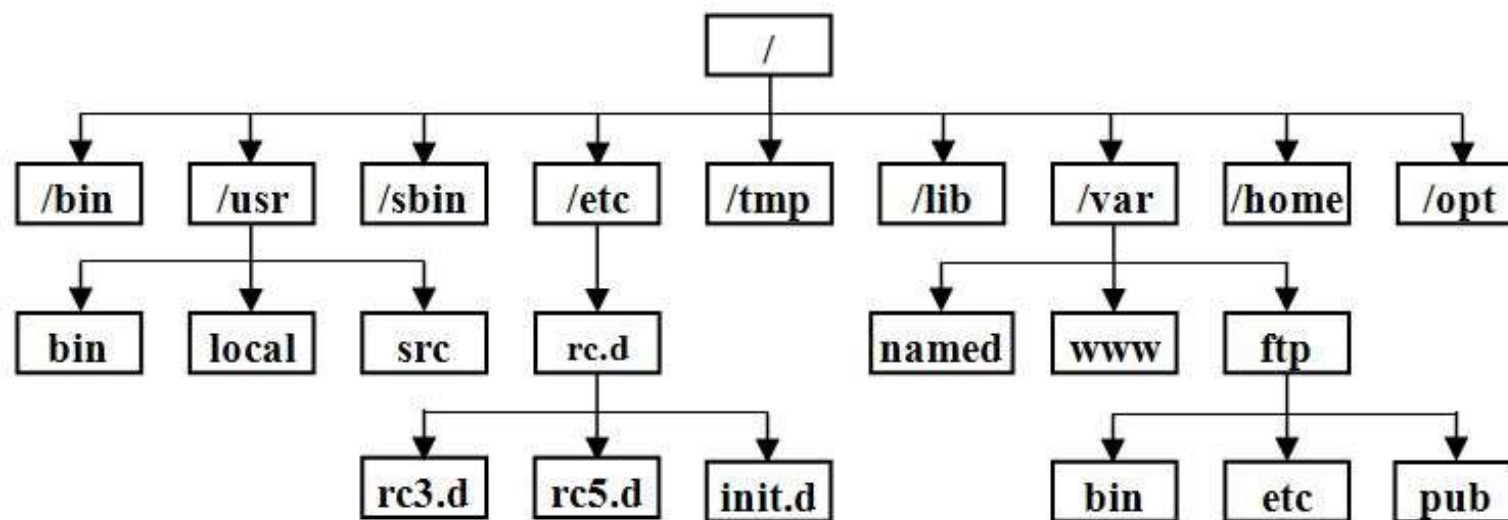 /
/bin /usr /sbin /etc /tmp /lib /var /home /opt
bin local src rc.d named www ftp
rc3.d rc5.d init.d bin etc pub